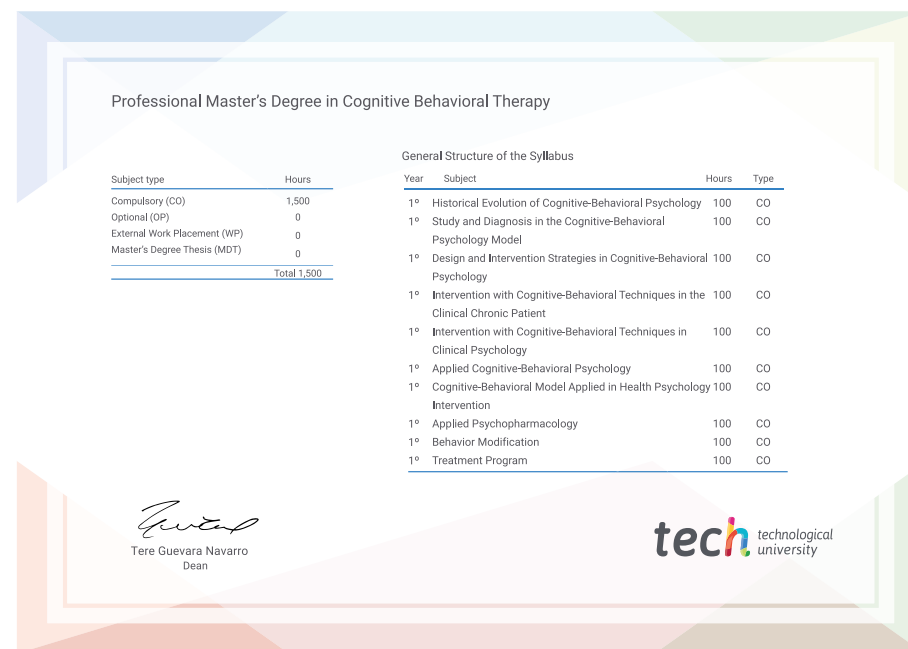 Professional Master's Degree in Cognitive Behavioral Therapy
Subject type Hours
Compulsory (CO) 1,500
Optional (OP) 0
External Work Placement (WP) 0
Master's Degree Thesis (MDT) 0
Total 1,500
General Structure of the Syllabus
Year Subject Hours Type
1º Historical Evolution of Cognitive-Behavioral Psychology 100 CO
1º Study and Diagnosis in the Cognitive-Behavioral 100 CO
Psychology Model
1º Design and Intervention Strategies in Cognitive-Behavioral 100 CO
Psychology
1º Intervention with Cognitive-Behavioral Techniques in the 100 CO
Clinical Chronic Patient
1º Intervention with Cognitive-Behavioral Techniques in 100 CO
Clinical Psychology
1º Applied Cognitive-Behavioral Psychology 100 CO
1º Cognitive-Behavioral Model Applied in Health Psychology 100 CO
Intervention
1º Applied Psychopharmacology 100 CO
1º Behavior Modification 100 CO
1º Treatment Program 100 CO
Tere Guevara Navarro
Dean
tech technological
university